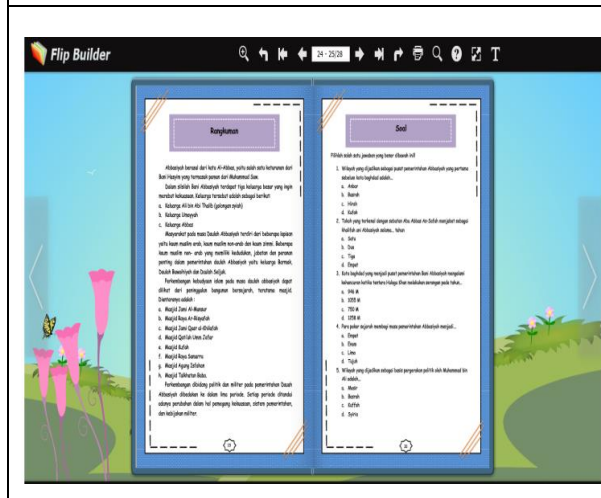 Flip Builder
24 - 25/28
T
Rangkuman
Abbasiyah berasal dari kata Al-Abbas, yaitu salah satu keturunan dari
Bani Hasyim yang termasuk paman dari Muhammad Saw.
Dalam silsilah Bani Abbasiyah terdapat tiga keluarga besar yang ingin
merebut kekuasaan. Keluarga tersebut adalah sebagai berikut:
a. Keluarga Ali bin Abi Thalib (golongan syiah)
b. Keluarga Umayyah
c. Keluarga Abbas
Masyarakat pada masa Daulah Abbasiyah terdiri dari beberapa lapisan
yaitu kaum muslim arab, kaum muslim non-arab dan kaum zimmi. Beberapa
kaum muslim non- arab yang memiliki kedudukan, jabatan dan peranan
penting dalam pemerintahan daulah Abbasiyah yaitu keluarga Barmak,
Daulah Buwaihiyah dan Daulah Seljuk.
Perkembangan kebudayaan islam pada masa daulah abbasiyah dapat
dilihat dari peninggalan bangunan bersejarah, terutama masjid.
Diantaranya adalah :
a. Masjid Jami Al-Mansur
b. Masjid Raya Ar-Risyafah
c. Masjid Jami Qasr al-Khilafah
d. Masjid Qatiah Umm Jafar
e. Masjid Kufah
f. Masjid Raya Samarra
g. Masjid Agung Isfahan
h. Masjid Talkhatan Baba.
Perkembangan dibidang politik dan militer pada pemerintahan Dauah
Abbasiyah dibedakan ke dalam lima periode. Setiap periode ditandai
adanya perubahan dalam hal pemegang kekuasaan, sistem pemerintahan,
dan kebijakan militer.
Soal
Pilihlah salah satu jawaban yang benar dibawah ini!
1. Wilayah yang dijadikan sebagai pusat pemerintahan Abbasiyah yang pertama
sebelum kota baghdad adalah...
a. Anbar
b. Basrah
c. Hirah
d. Kufah
2. Tokoh yang terkenal dengan sebutan Abu Abbas As-Safah menjabat sebagai
khalifah ani Abbasiyah selama... tahun
a. Satu
b. Dua
c. Tiga
d. Empat
3. Kota baghdad yang menjadi pusat pemerintahan Bani Abbasiyah mengalami
kehancuran ketika tentara Hulagu Khan melakukan serangan pada tahun...
a. 946 M
b. 1055 M
c. 750 M
d. 1258 M
4. Para pakar sejarah membagi masa pemerintahan Abbasiyah menjadi...
a. Empat
b. Enam
c. Lima
d. Tujuh
5. Wilayah yang dijadikan sebagai basis pergerakan politik oleh Muhammad bin
Ali adalah...
a. Mesir
b. Basrah
c. Kuffah
d. Syiria